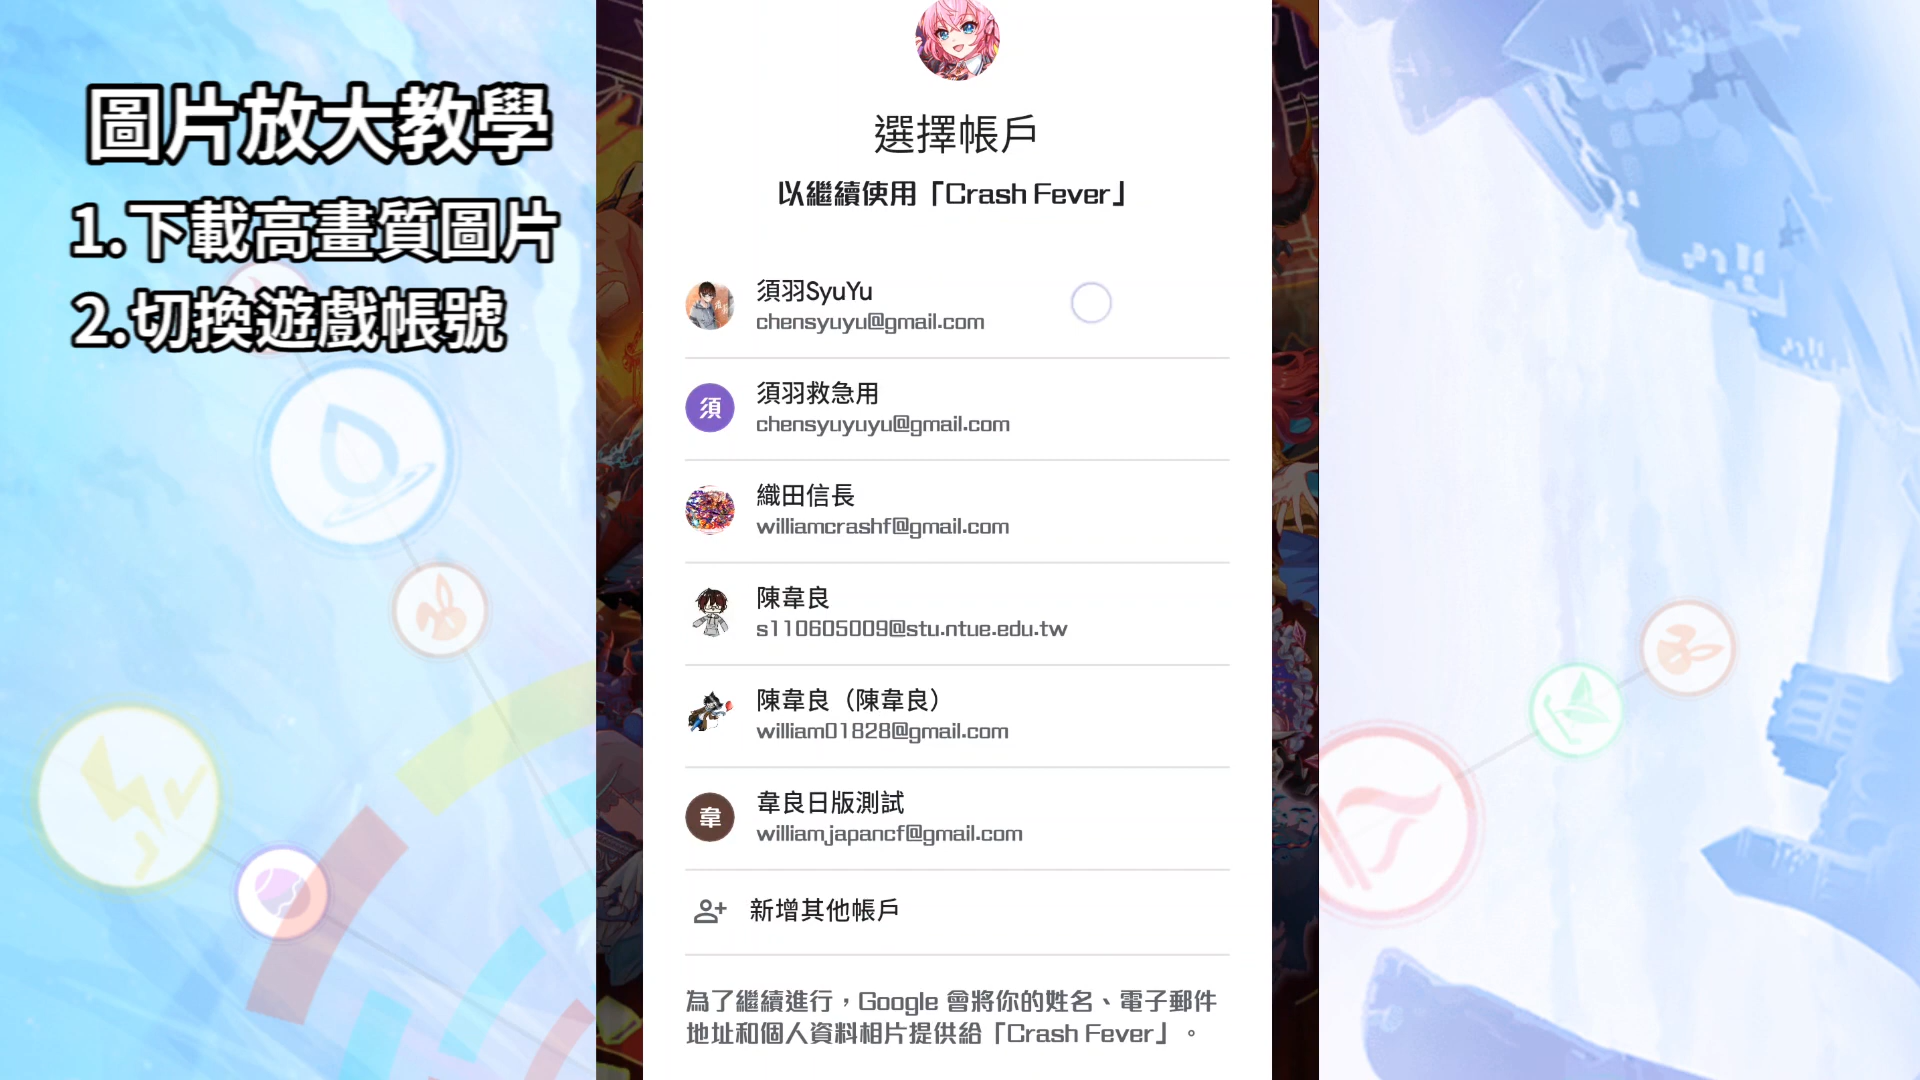 圖片放大教學
1.下載高畫質圖片
2.切換遊戲帳號
選擇帳戶
以繼續使用「Crash Fever」
須羽SyuYu
chensyuyu@gmail.com
須
須羽救急用
chensyuyuyu@gmail.com
織田信長
williamcrashf@gmail.com
陳韋良
s110605009@stu.ntue.edu.tw
陳韋良（陳韋良）
william01828@gmail.com
韋
韋良日版測試
williamjapancf@gmail.com
新增其他帳戶
為了繼續進行，Google 會將你的姓名、電子郵件
地址和個人資料相片提供給「Crash Fever」。